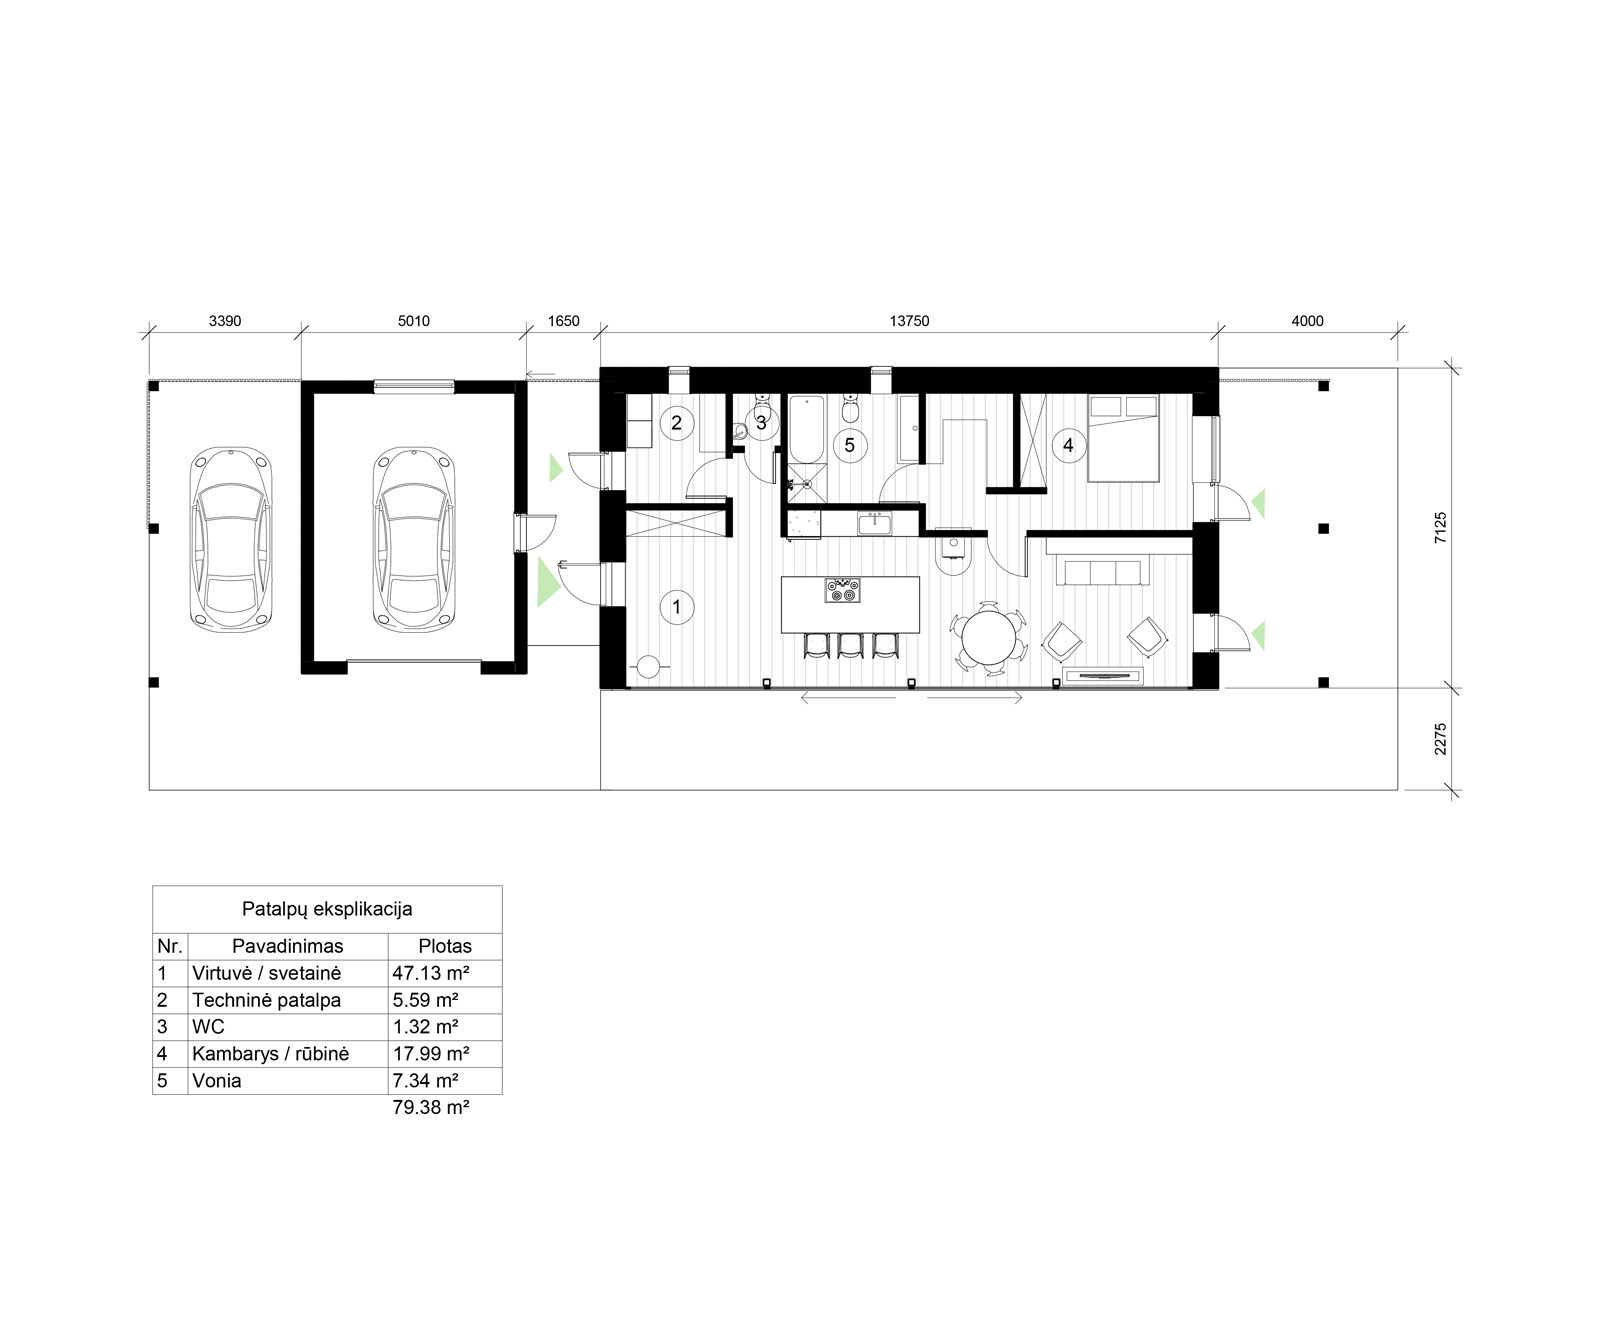 3390 5010 1650 13750 4000
2 3 5 4
7125
1
2275
Patalpų eksplikacija
Nr. Pavadinimas Plotas
1 Virtuvė / svetainė 47.13 m²
2 Techninė patalpa 5.59 m²
3 WC 1.32 m²
4 Kambarys / rūbinė 17.99 m²
5 Vonia 7.34 m²
79.38 m²